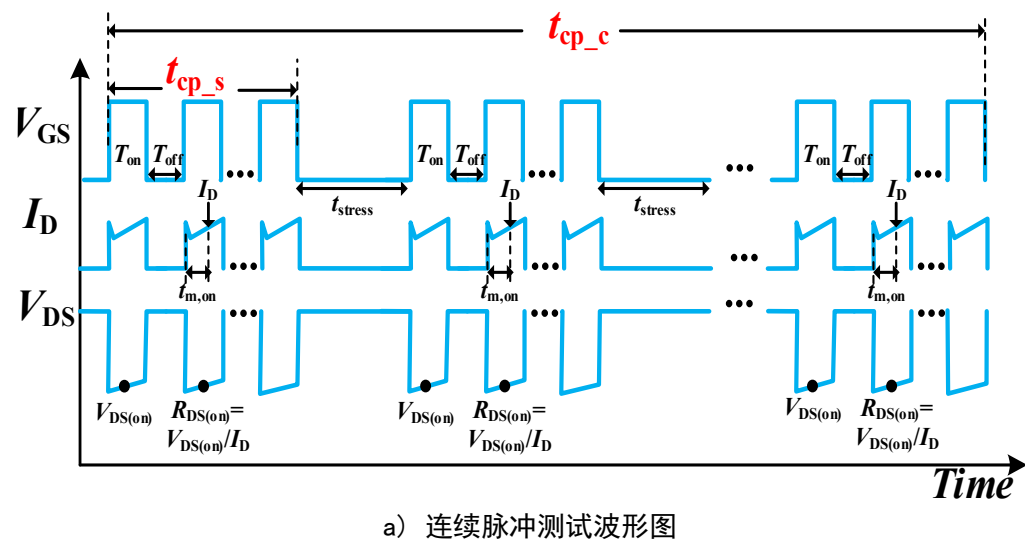 tcp_c
tcp_s
VGS
Ton Toff ••• Ton Toff ••• ••• Ton Toff •••
tstress tstress
ID ID ID ID
••• ••• ••• •••
tm,on tm,on tm,on
VDS ••• ••• ••• •••
VDS(on) RDS(on)= VDS(on) RDS(on)= VDS(on) RDS(on)=
VDS(on)/ID VDS(on)/ID VDS(on)/ID
Time
a) 连续脉冲测试波形图